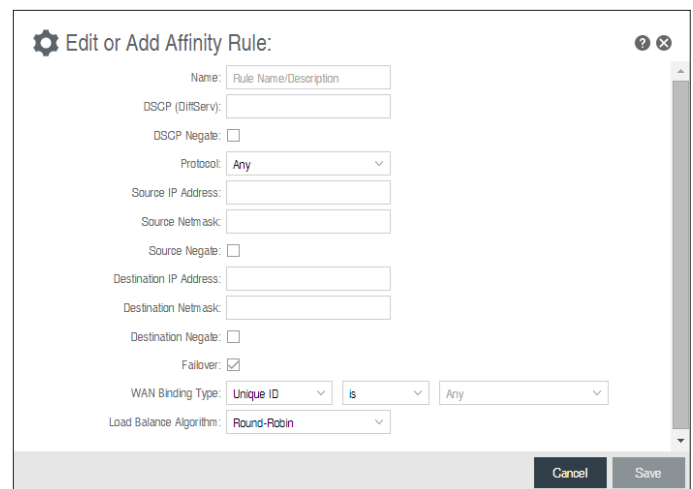 Edit or Add Affinity Rule:
Name: Rule Name/Description
DSCP (DiffServ):
DSCP Negate:
Protocol: Any
Source IP Address:
Source Netmask:
Source Negate:
Destination IP Address:
Destination Netmask:
Destination Negate:
Failover:
WAN Binding Type: Unique ID is Any
Load Balance Algorithm: Round-Robin
Cancel Save